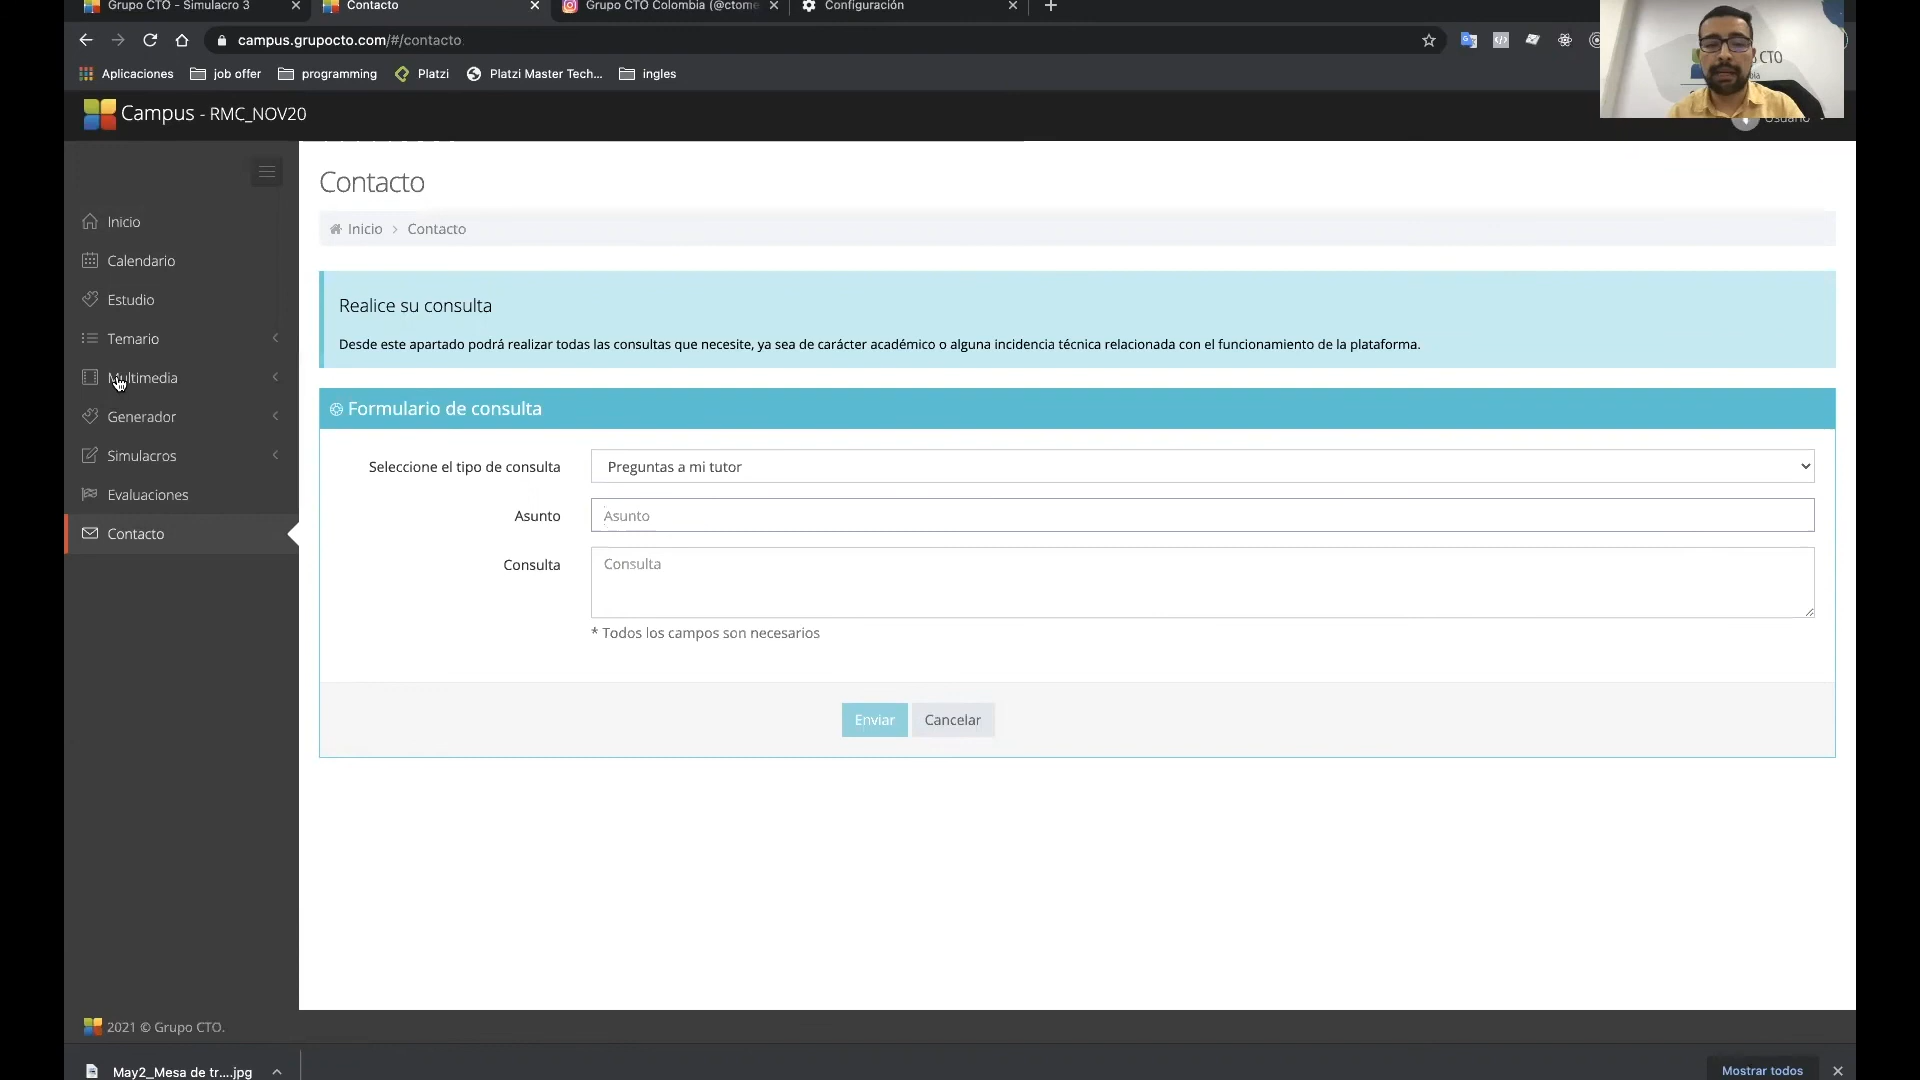 Grupo CTO - Simulacro 3
Contacto
Grupo CTO Colombia (@ctome
Configuración
campus.grupocto.com/#/contacto
Aplicaciones
job offer
programming
Platzi
Platzi Master Tech...
ingles
CTO
Campus - RMC_NOV20
Usuario
Contacto
Inicio
Calendario
Estudio
Temario
Multimedia
Generador
Simulacros
Evaluaciones
Contacto
Inicio > Contacto
Realice su consulta
Desde este apartado podrá realizar todas las consultas que necesite, ya sea de carácter académico o alguna incidencia técnica relacionada con el funcionamiento de la plataforma.
Formulario de consulta
Seleccione el tipo de consulta
Preguntas a mi tutor
Asunto
Asunto
Consulta
Consulta
* Todos los campos son necesarios
Enviar
Cancelar
2021 © Grupo CTO.
May2_Mesa de tr....jpg
Mostrar todos